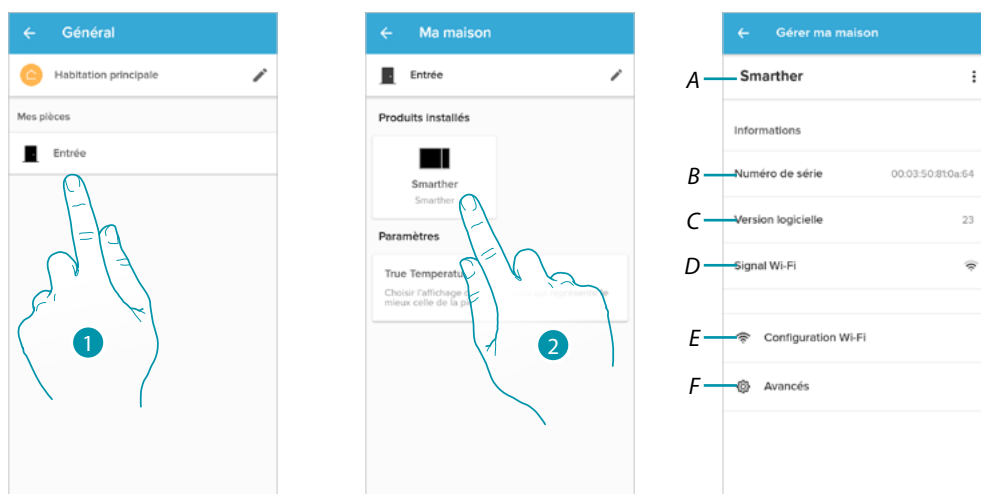 Général
Habitation principale
Mes pièces
Entrée
1
Ma maison
Entrée
Produits installés
Smarther
Smarther
Paramètres
True Temperatu
Choisir l'affichage
mieux celle de la
2
Gérer ma maison
A
Smarther
Informations
B
Numéro de série 00:03:50:81:0a:64
C
Version logicielle 23
D
Signal Wi-Fi
E
Configuration Wi-Fi
F
Avancés